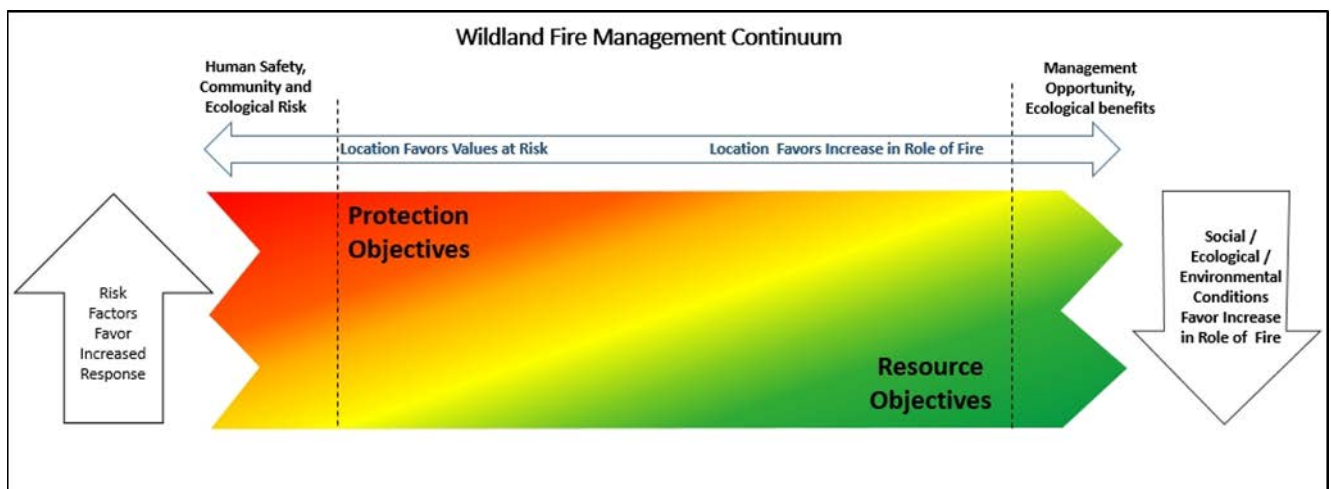 Wildland Fire Management Continuum
Human Safety,
Community and
Ecological Risk
Management
Opportunity,
Ecological benefits
Location Favors Values at Risk
Location Favors Increase in Role of Fire
Protection
Objectives
Risk
Factors
Favor
Increased
Response
Social /
Ecological /
Environmental
Conditions
Favor Increase
in Role of Fire
Resource
Objectives